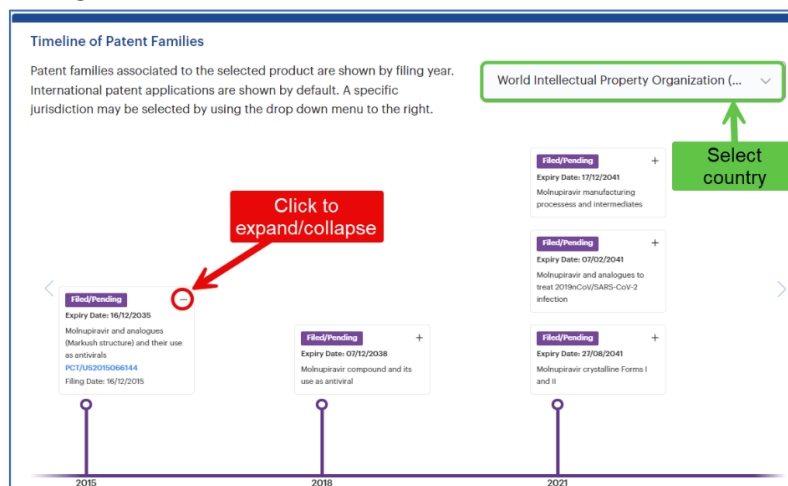 Timeline of Patent Families
Patent families associated to the selected product are shown by filing year.
International patent applications are shown by default. A specific
jurisdiction may be selected by using the drop down menu to the right.
World Intellectual Property Organization (...
Select
country
Click to
expand/collapse
Filed/Pending
+
Expiry Date: 17/12/2041
Molnupiravir manufacturing
processess and intermediates
Filed/Pending
+
Expiry Date: 07/02/2041
Molnupiravir and analogues to
treat 2019nCoV/SARS-CoV-2
infection
Filed/Pending
−
Expiry Date: 16/12/2035
Molnupiravir and analogues
(Markush structure) and their use
as antivirals
PCT/US2015066144
Filing Date: 16/12/2015
Filed/Pending
+
Expiry Date: 07/12/2038
Molnupiravir compound and its
use as antiviral
Filed/Pending
+
Expiry Date: 27/08/2041
Molnupiravir crystalline Forms I
and II
2015
2018
2021